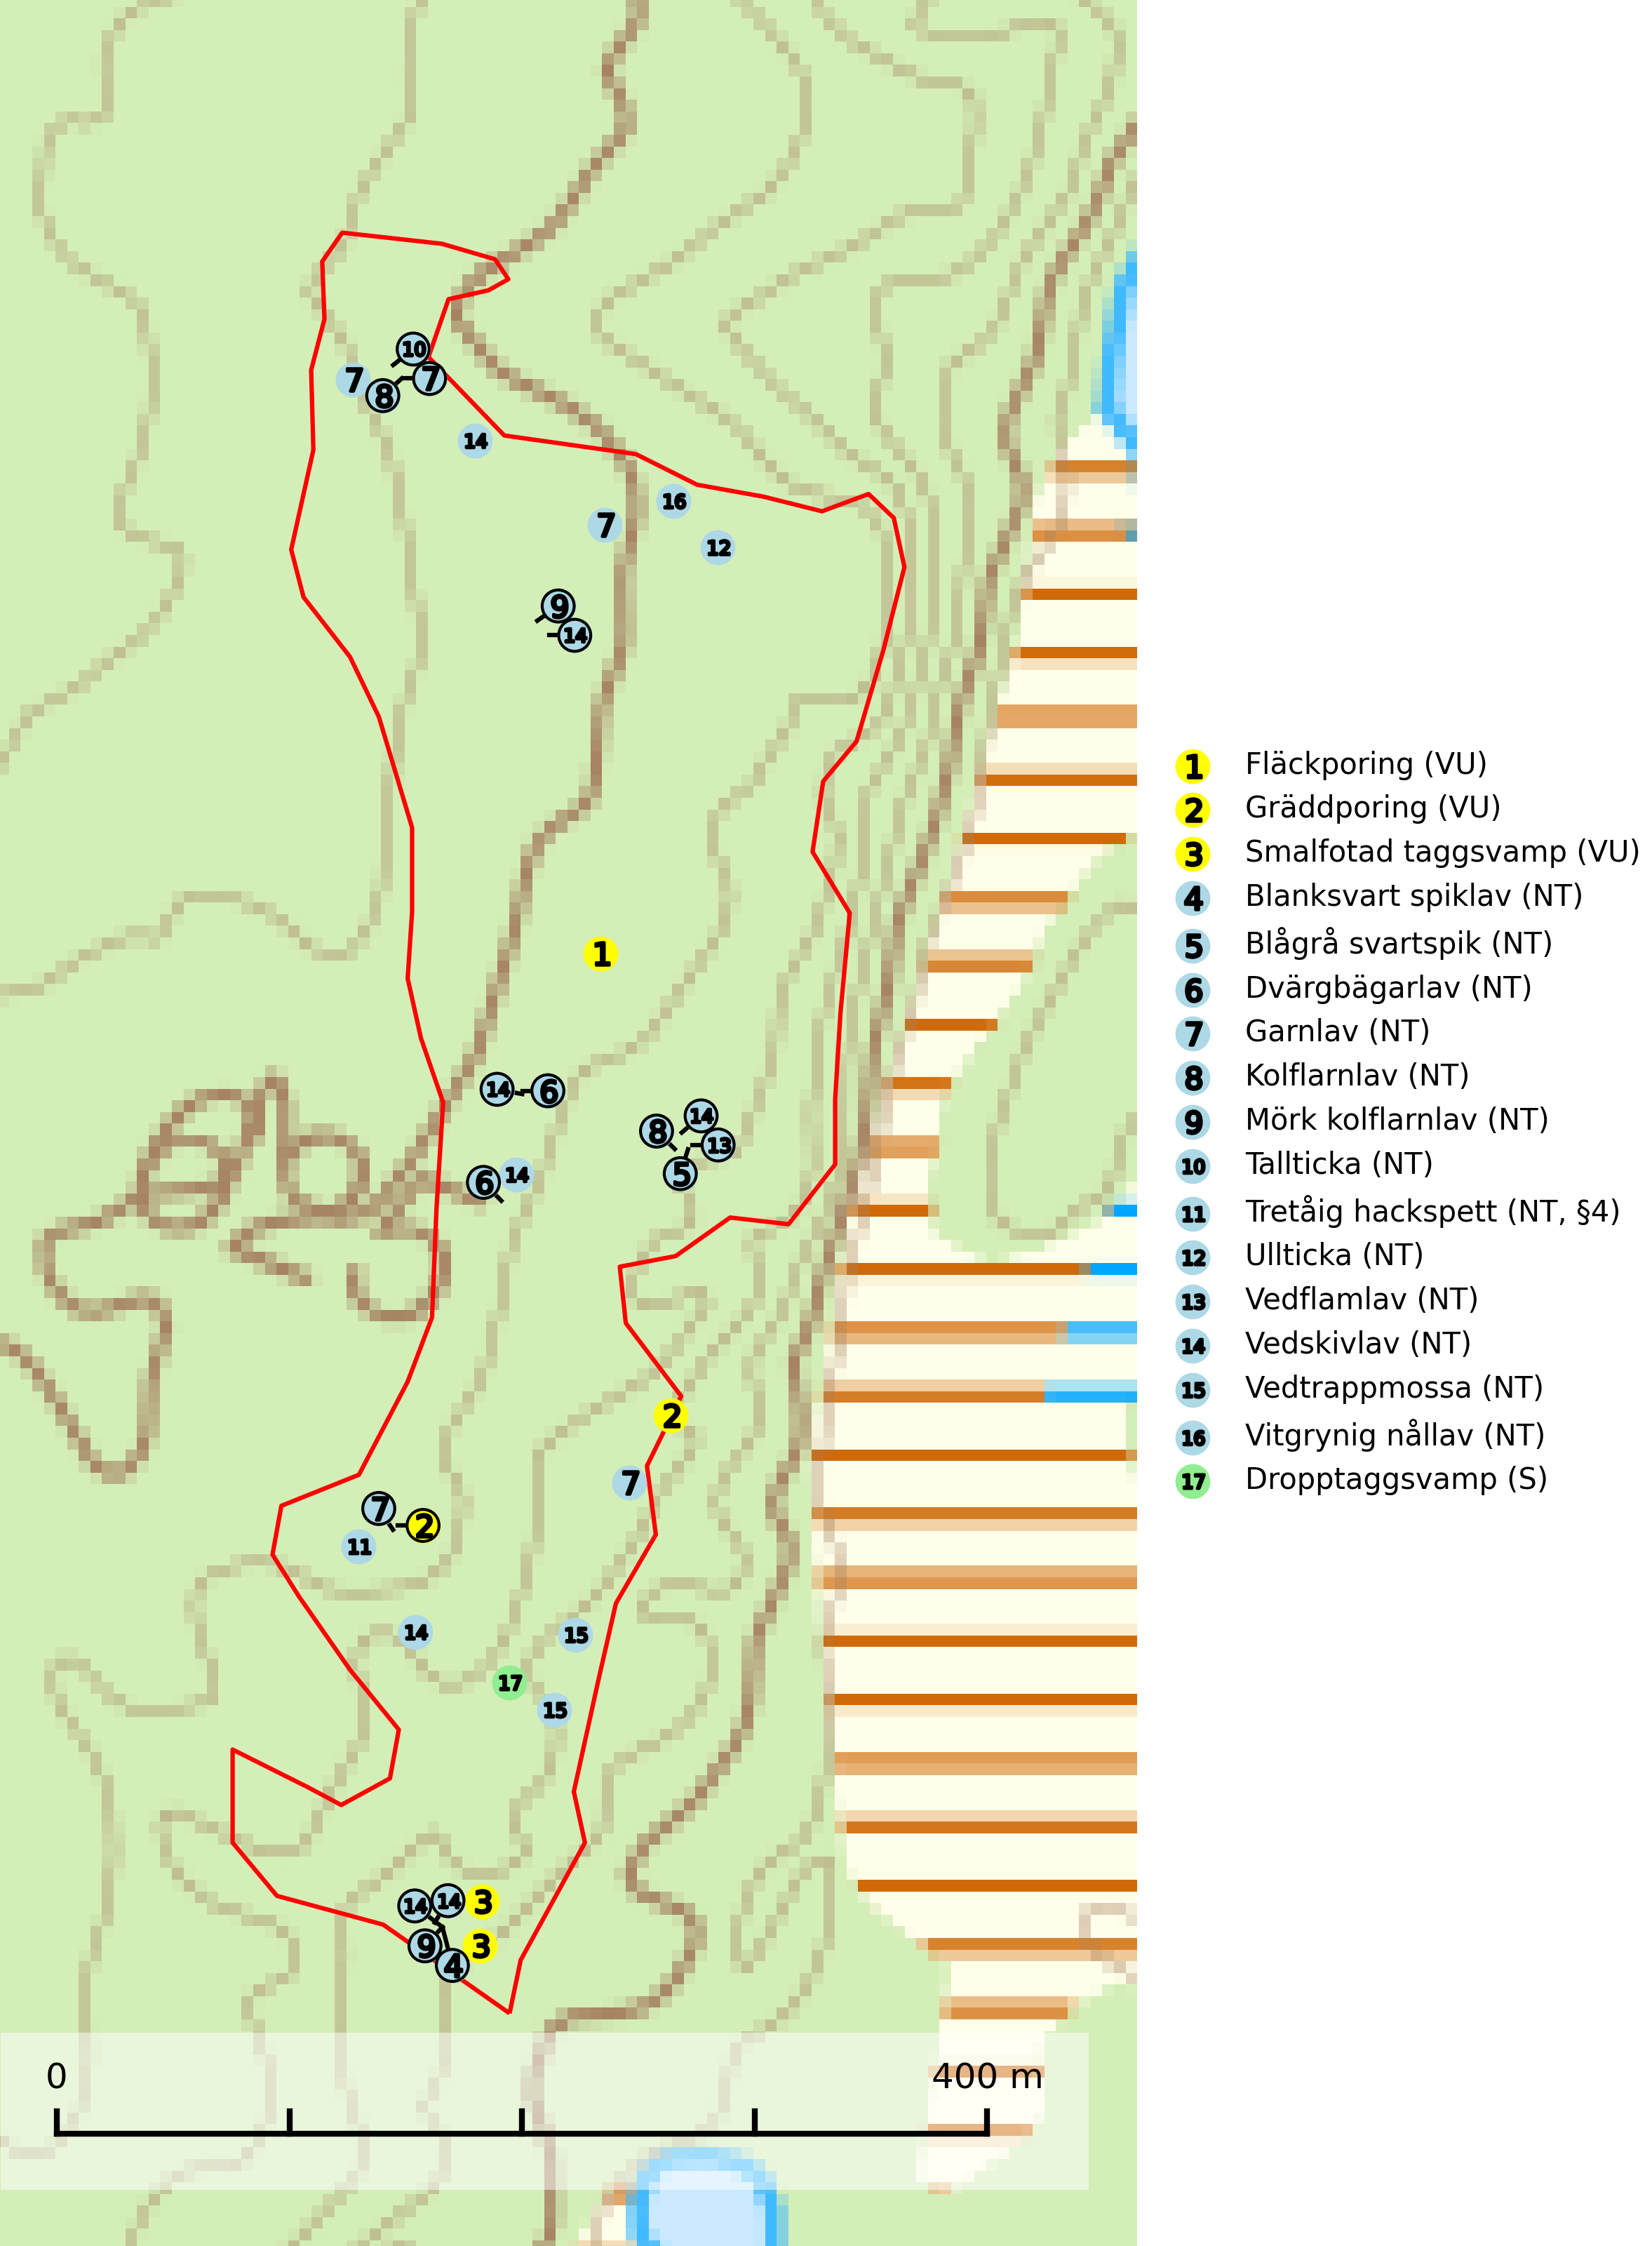 10
7
7
8
14
16
7
12
9
14
1
14
6
14
8
13
14
6
5
2
7
7
2
11
14
15
17
15
14
14
3
9
3
4
0
400 m
1 Fläckporing (VU)
2 Gräddporing (VU)
3 Smalfotad taggsvamp (VU)
4 Blanksvart spiklav (NT)
5 Blågrå svartspik (NT)
6 Dvärgbägarlav (NT)
7 Garnlav (NT)
8 Kolflarnlav (NT)
9 Mörk kolflarnlav (NT)
10 Tallticka (NT)
11 Tretåig hackspett (NT, §4)
12 Ullticka (NT)
13 Vedflamlav (NT)
14 Vedskivlav (NT)
15 Vedtrappmossa (NT)
16 Vitgrynig nållav (NT)
17 Dropptaggsvamp (S)